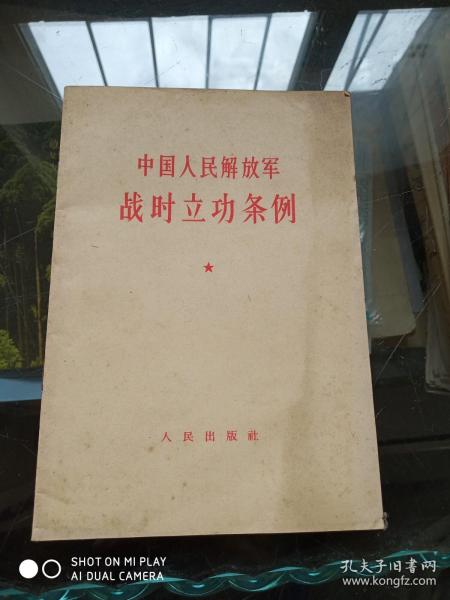 中国人民解放军
战时立功条例
人民出版社
SHOT ON MI PLAY
AI DUAL CAMERA
孔夫子旧书网
www.kongfz.com